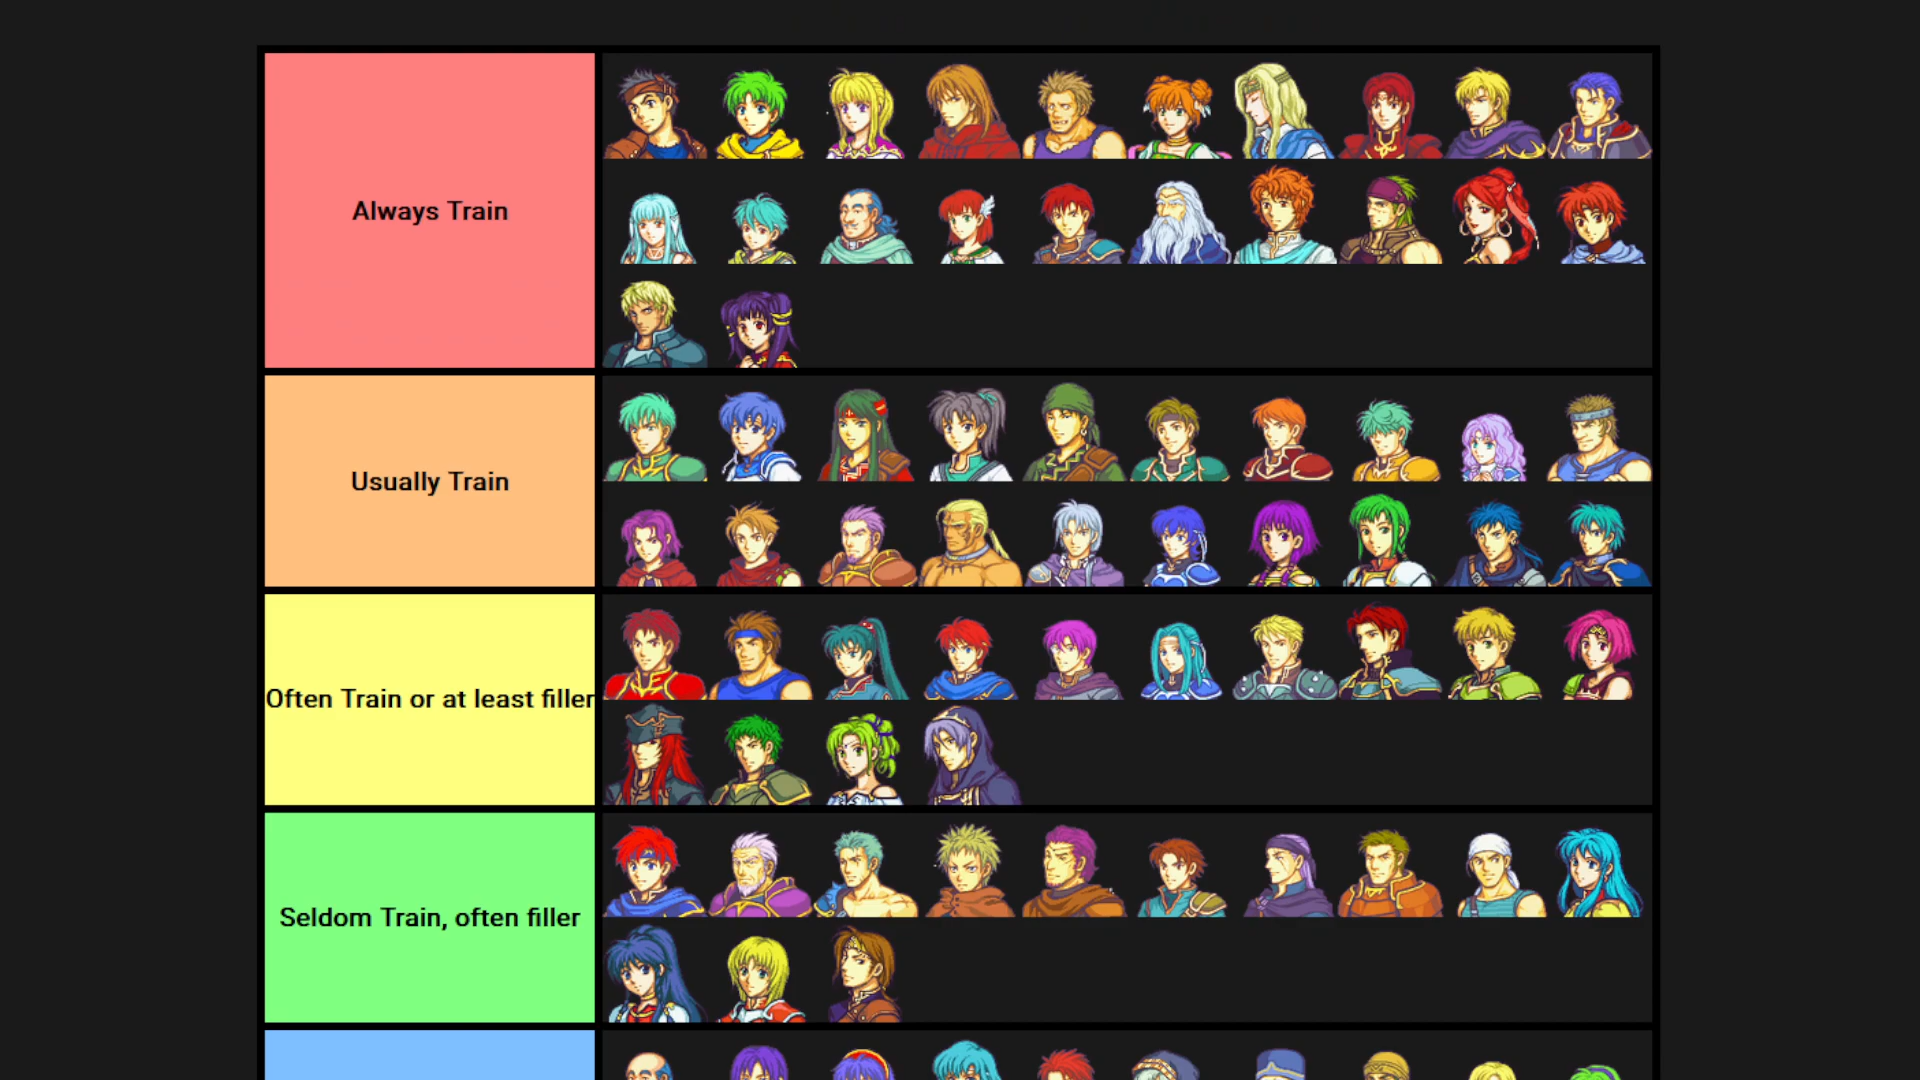 Always Train
Usually Train
Often Train or at least filler
Seldom Train, often filler